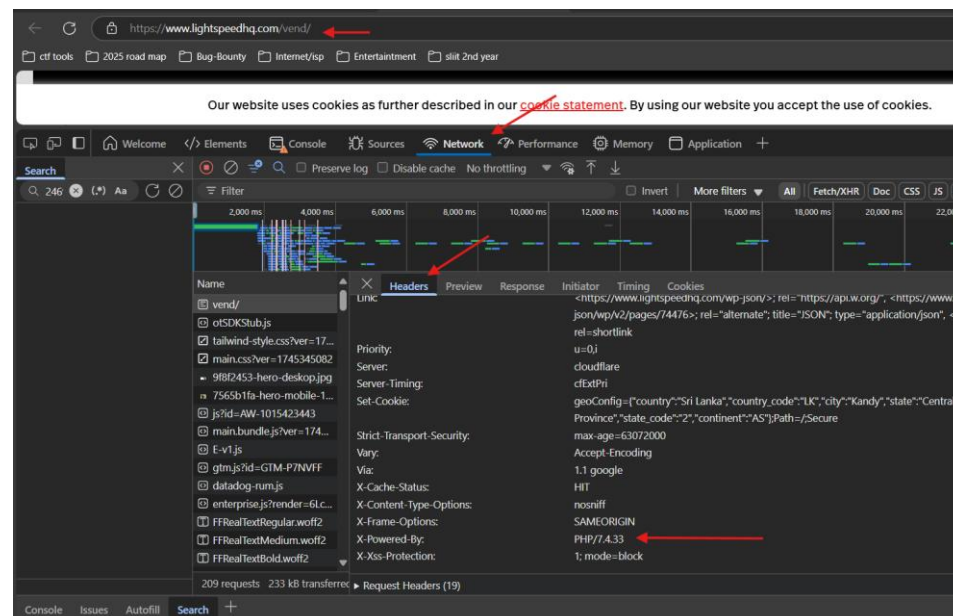 https://www.lightspeedhq.com/vend/
ctf tools 2025 road map Bug-Bounty Internet/isp Entertaintment sliit 2nd year
Our website uses cookies as further described in our cookie statement. By using our website you accept the use of cookies.
Welcome </> Elements Console Sources Network Performance Memory Application +
Search Preserve log Disable cache No throttling
246 (.*) Aa Filter Invert More filters All Fetch/XHR Doc CSS JS
2,000 ms 4,000 ms 6,000 ms 8,000 ms 10,000 ms 12,000 ms 14,000 ms 16,000 ms 18,000 ms 20,000 ms 22,0
Name Headers Preview Response Initiator Timing Cookies
Link: <https://www.lightspeedhq.com/wp-json/>; rel="https://api.w.org/", <https://www.
vend/ json/wp/v2/pages/74476>; rel="alternate"; title="JSON"; type="application/json", <
otSDKStub.js rel=shortlink
tailwind-style.css?ver=17...
Priority: u=0,i
main.css?ver=1745345082
Server: cloudflare
9f8f2453-hero-deskop.jpg
Server-Timing: cfExtPri
7565b1fa-hero-mobile-1...
Set-Cookie: geoConfig={"country":"Sri Lanka","country_code":"LK","city":"Kandy","state":"Central
js?id=AW-1015423443
Province","state_code":"2","continent":"AS"};Path=/;Secure
main.bundle.js?ver=174...
Strict-Transport-Security: max-age=63072000
E-v1.js
Vary: Accept-Encoding
gtm.js?id=GTM-P7NVFF
Via: 1.1 google
datadog-rum.js
X-Cache-Status: HIT
enterprise.js?render=6Lc...
X-Content-Type-Options: nosniff
FFRealTextRegular.woff2
X-Frame-Options: SAMEORIGIN
FFRealTextMedium.woff2
X-Powered-By: PHP/7.4.33
FFRealTextBold.woff2
X-Xss-Protection: 1; mode=block
209 requests 233 kB transferred Request Headers (19)
Console Issues Autofill Search +